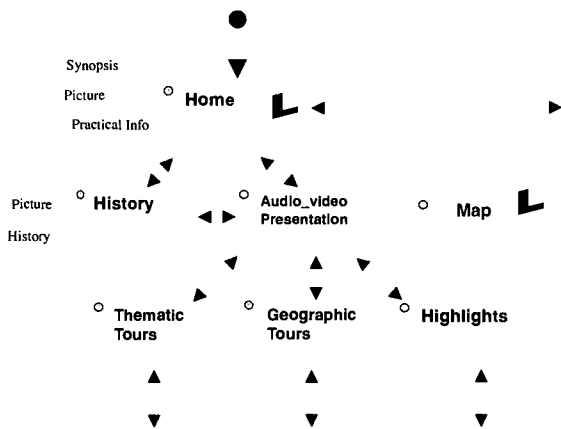 Synopsis
Home
Picture
Practical Info
Picture
History
Audio_video
Presentation
Map
History
Thematic
Tours
Geographic
Tours
Highlights